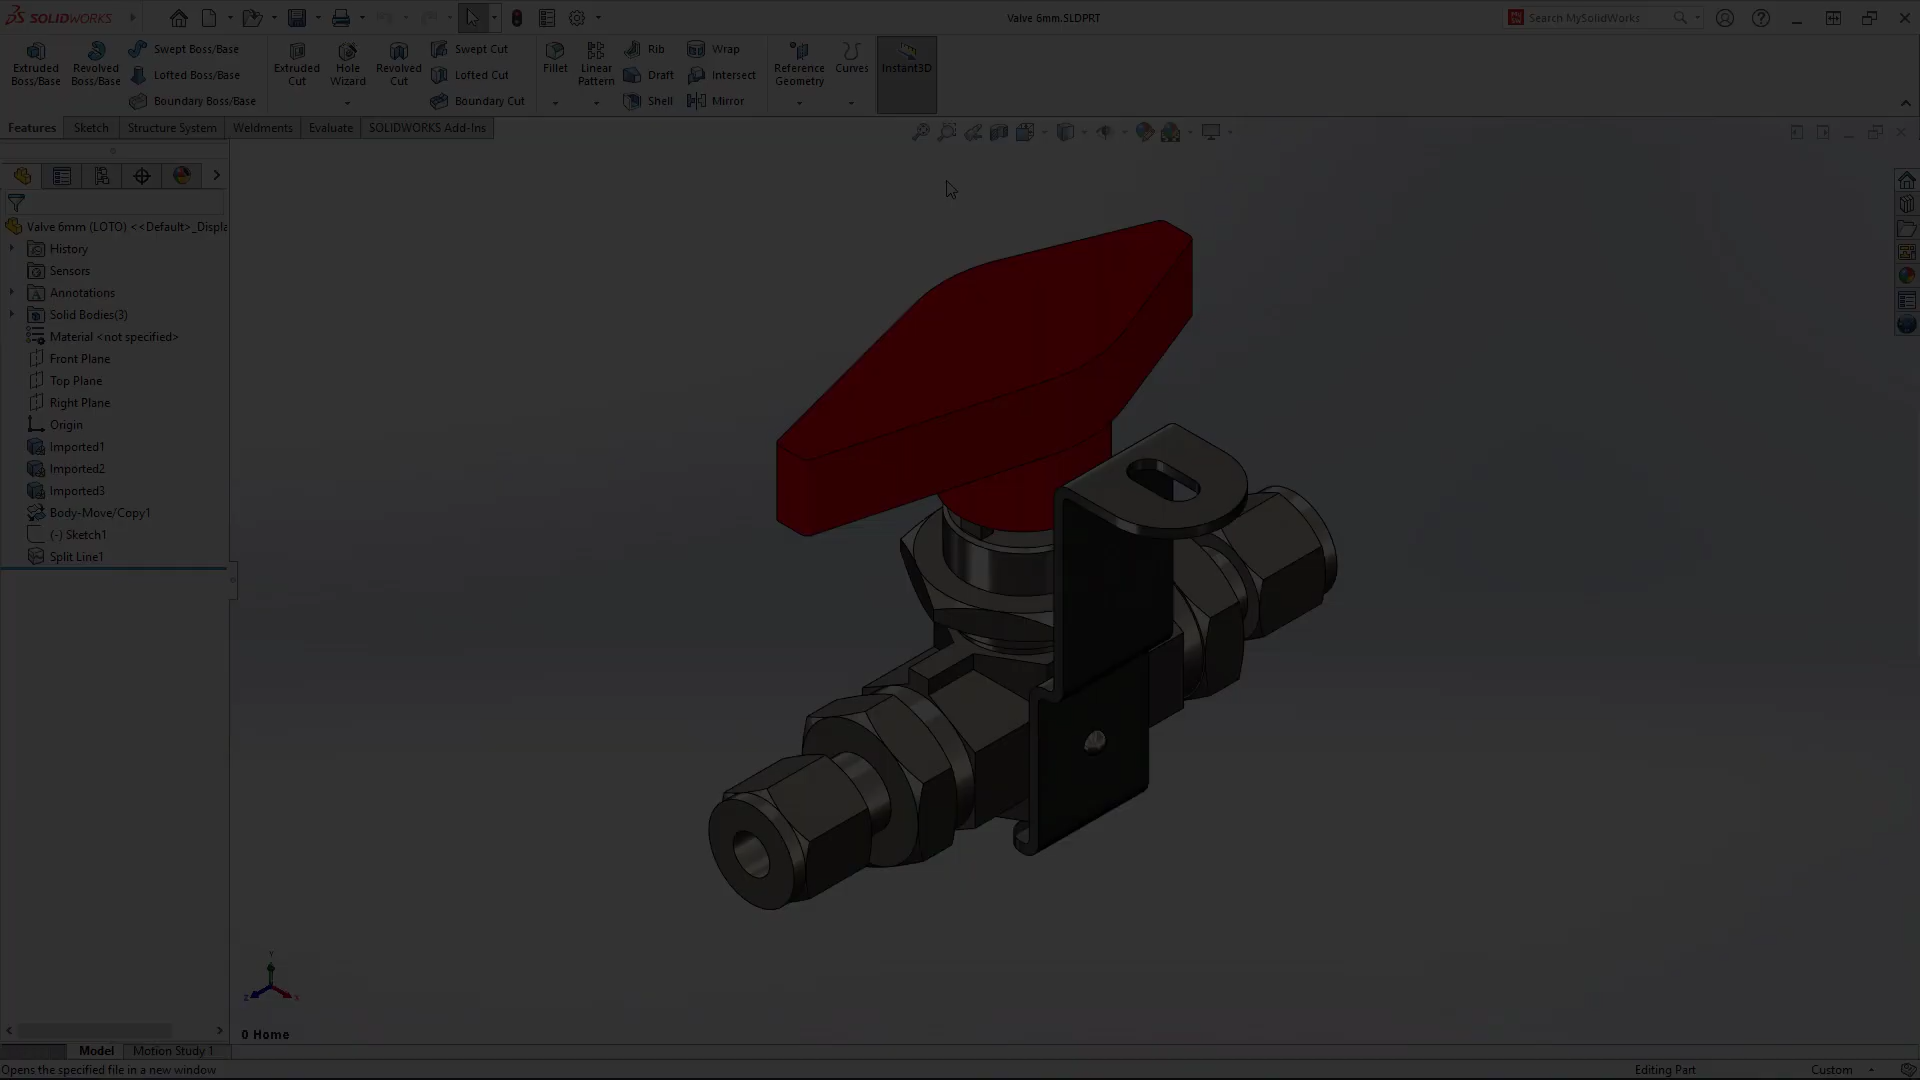 SOLIDWORKS
Valve 6mm.SLDPRT
Search MySolidWorks
Extruded Boss/Base
Revolved Boss/Base
Swept Boss/Base
Lofted Boss/Base
Boundary Boss/Base
Extruded Cut
Hole Wizard
Revolved Cut
Swept Cut
Lofted Cut
Boundary Cut
Fillet
Linear Pattern
Rib
Draft
Shell
Wrap
Intersect
Mirror
Reference Geometry
Curves
Instant3D
Features
Sketch
Structure System
Weldments
Evaluate
SOLIDWORKS Add-Ins
Valve 6mm (LOTO) <<Default>_Displa
History
Sensors
Annotations
Solid Bodies(3)
Material <not specified>
Front Plane
Top Plane
Right Plane
Origin
Imported1
Imported2
Imported3
Body-Move/Copy1
(-) Sketch1
Split Line1
Y
Z
X
0 Home
Model
Motion Study 1
Opens the specified file in a new window
Editing Part
Custom